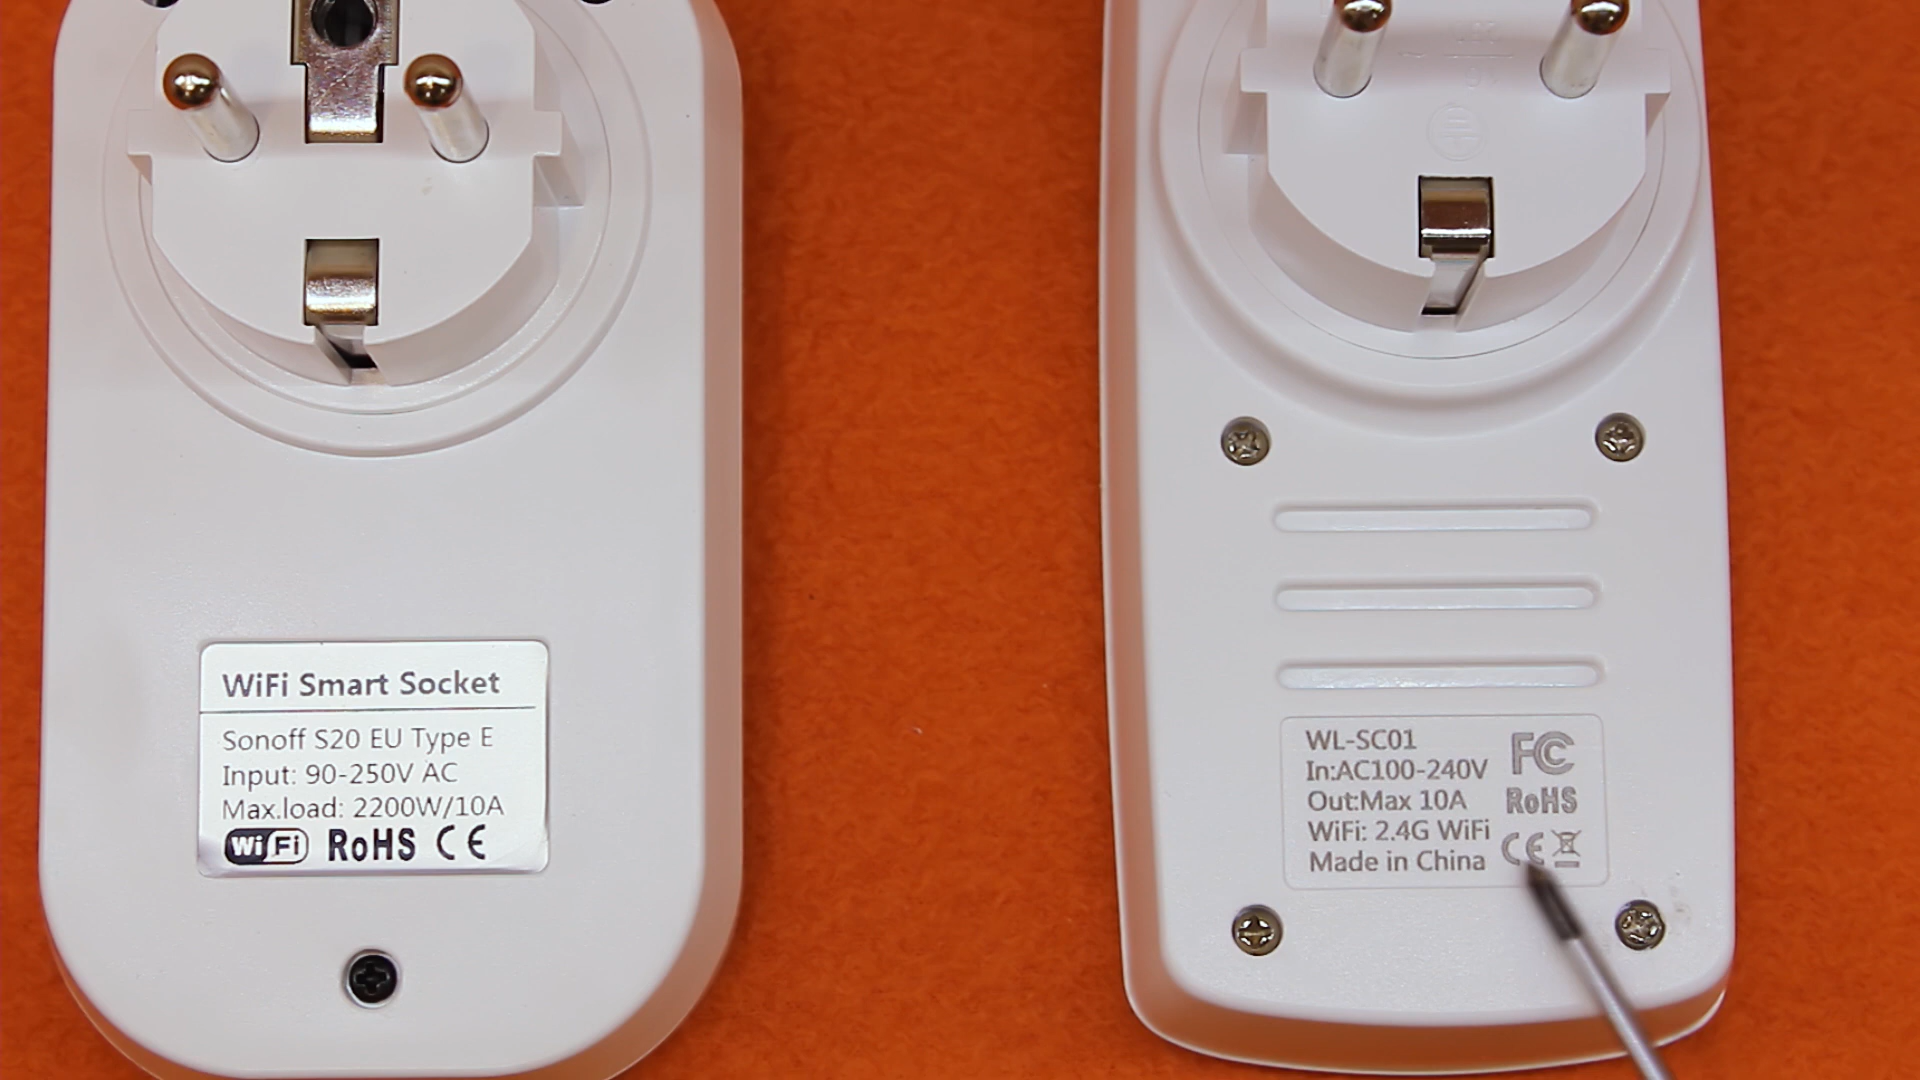 WiFi Smart Socket
Sonoff S20 EU Type E
Input: 90-250V AC
Max.load: 2200W/10A
WiFi RoHS CE
WL-SC01
In:AC100-240V
Out:Max 10A
WiFi: 2.4G WiFi
Made in China
FC
RoHS
CE